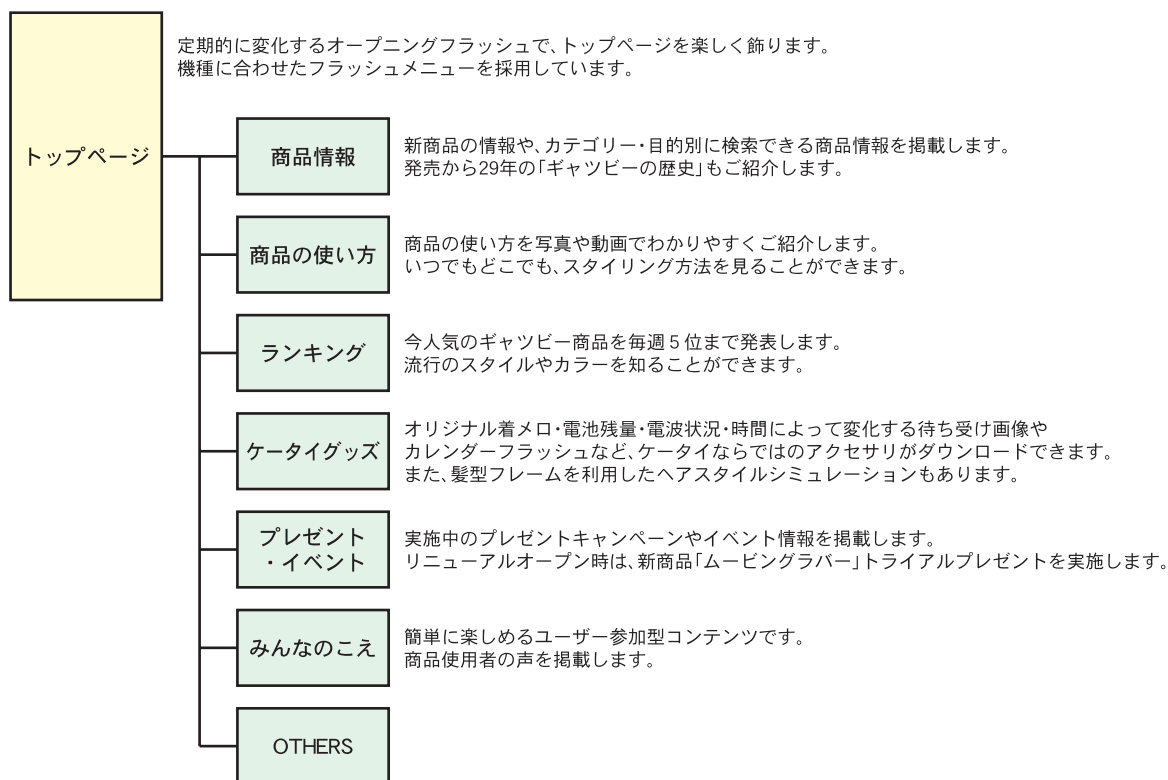 定期的に変化するオープニングフラッシュで、トップページを楽しく飾ります。
機種に合わせたフラッシュメニューを採用しています。
トップページ
商品情報
新商品の情報や、カテゴリー・目的別に検索できる商品情報を掲載します。
発売から29年の「ギャツビーの歴史」もご紹介します。
商品の使い方
商品の使い方を写真や動画でわかりやすくご紹介します。
いつでもどこでも、スタイリング方法を見ることができます。
ランキング
今人気のギャツビー商品を毎週5位まで発表します。
流行のスタイルやカラーを知ることができます。
ケータイグッズ
オリジナル着メロ・電池残量・電波状況・時間によって変化する待ち受け画像や
カレンダーフラッシュなど、ケータイならではのアクセサリがダウンロードできます。
また、髪型フレームを利用したヘアスタイルシミュレーションもあります。
プレゼント
・イベント
実施中のプレゼントキャンペーンやイベント情報を掲載します。
リニューアルオープン時は、新商品「ムービングラバー」トライアルプレゼントを実施します。
みんなのこえ
簡単に楽しめるユーザー参加型コンテンツです。
商品使用者の声を掲載します。
OTHERS